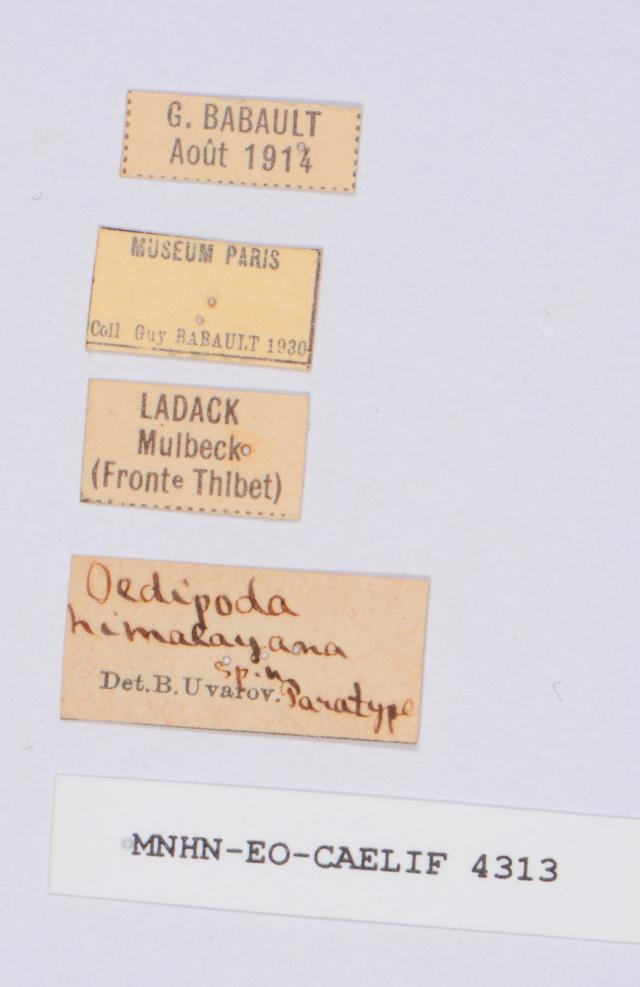 G. BABAULT
Août 1914
MUSEUM PARIS
Coll Guy BABAULT 1930
LADACK
Mulbeck
(Fronte Thibet)
Oedipoda
himalayana
sp. n.
Det. B. Uvarov. Paratype
MNHN-EO-CAELIF 4313